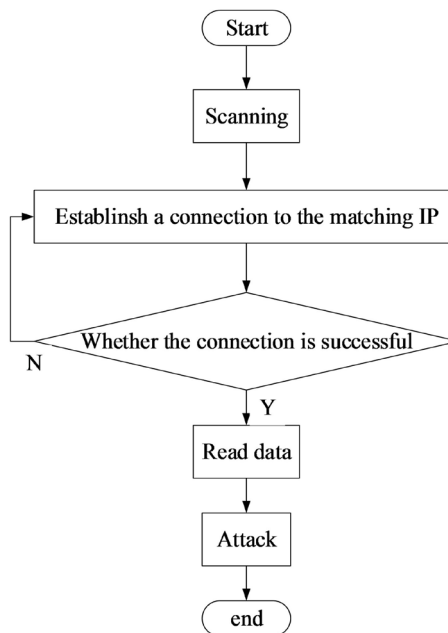 Start
Scanning
Establinsh a connection to the matching IP
Whether the connection is successful
N
Y
Read data
Attack
end